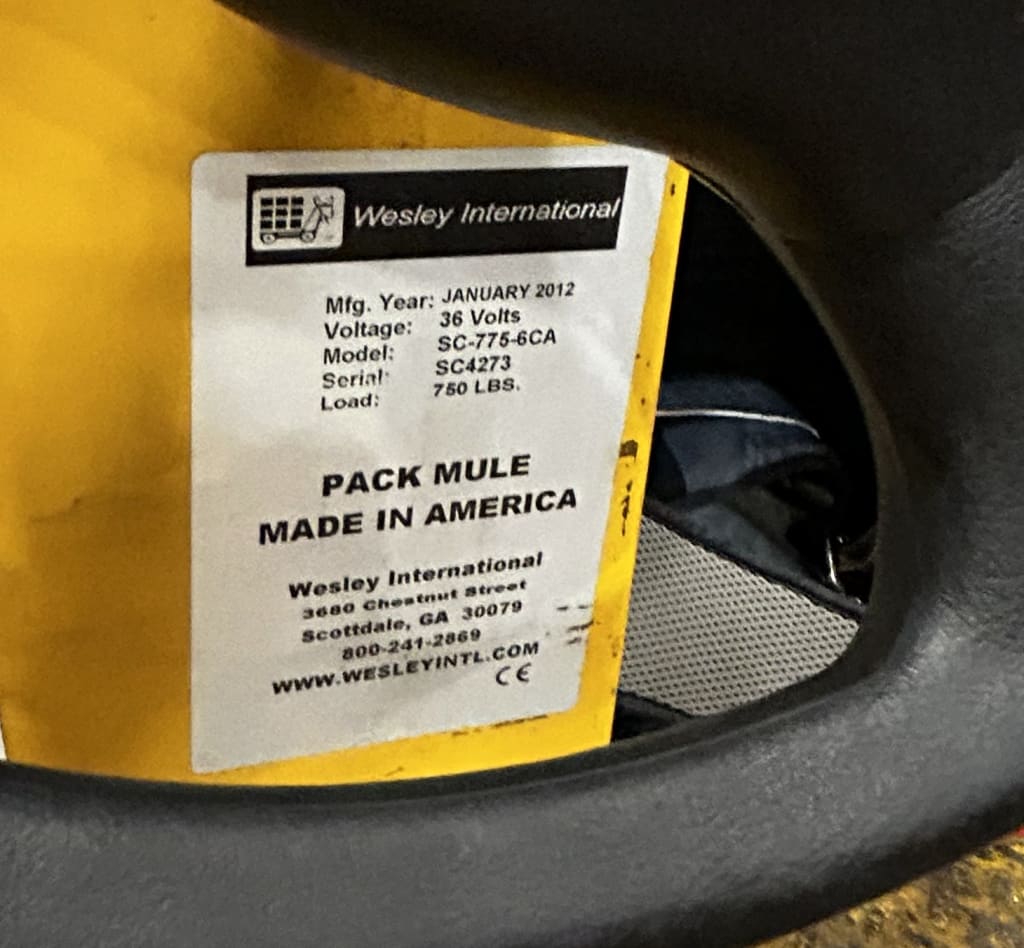 Wesley International
Mfg. Year: JANUARY 2012
Voltage: 36 Volts
Model: SC-775-6CA
Serial: SC4273
Load: 750 LBS.
PACK MULE
MADE IN AMERICA
Wesley International
3680 Chestnut Street
Scottdale, GA 30079
800-241-2869
WWW.WESLEYINTL.COM
CE